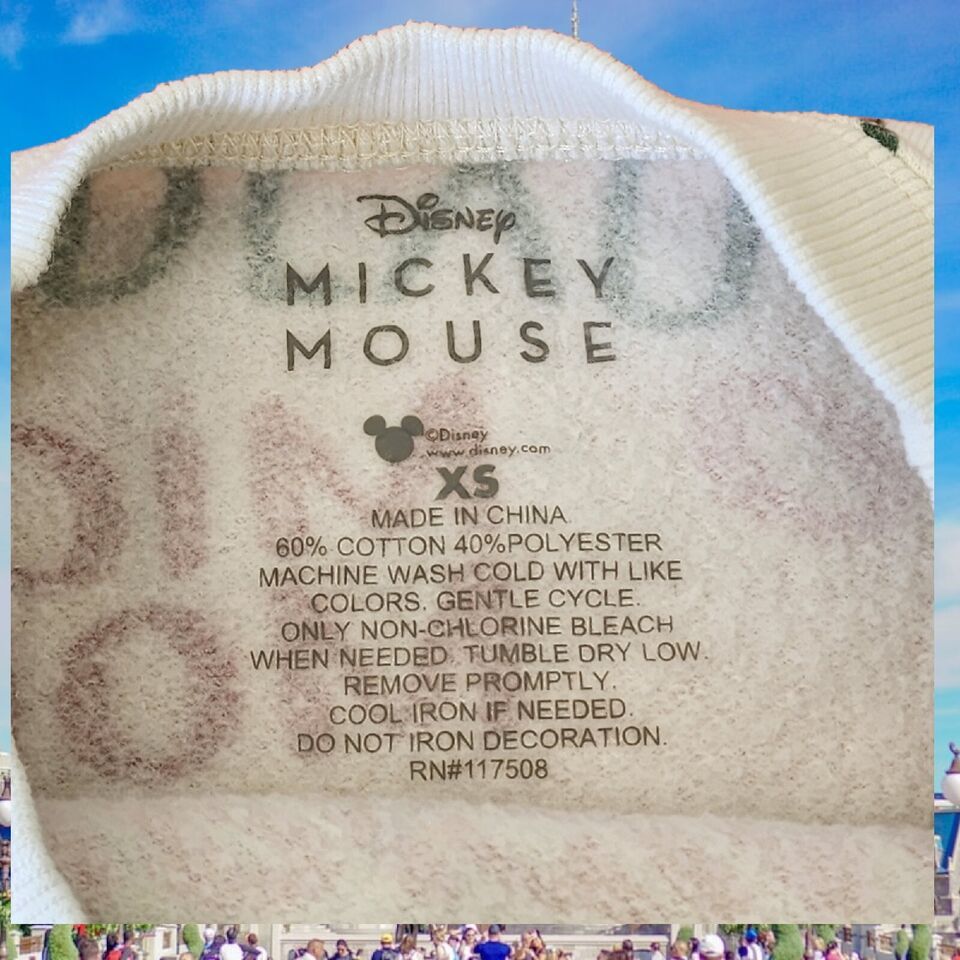 Disney
MICKEY
MOUSE
©Disney
www.disney.com
XS
MADE IN CHINA
60% COTTON 40%POLYESTER
MACHINE WASH COLD WITH LIKE
COLORS. GENTLE CYCLE.
ONLY NON-CHLORINE BLEACH
WHEN NEEDED. TUMBLE DRY LOW.
REMOVE PROMPTLY.
COOL IRON IF NEEDED.
DO NOT IRON DECORATION.
RN#117508